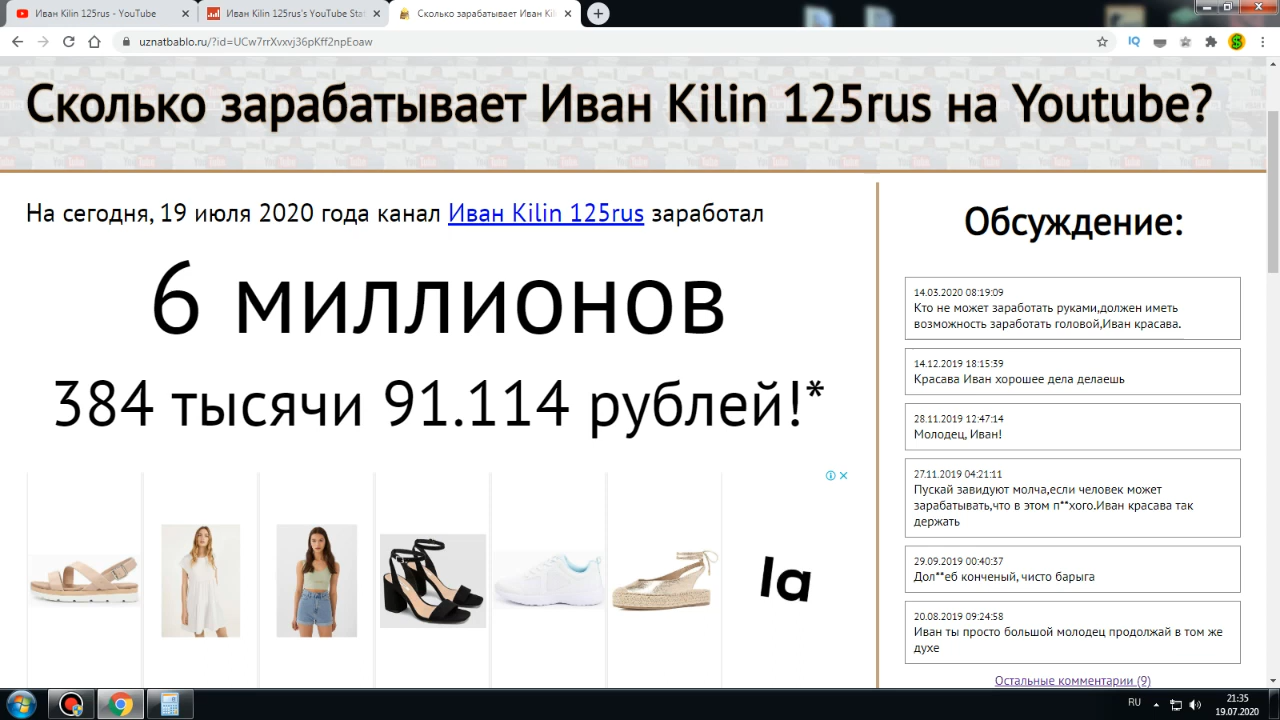 Иван Kilin 125rus - YouTube
Иван Kilin 125rus's YouTube Stat
Сколько зарабатывает Иван Kil
uznatbablo.ru/?id=UCw7rrXvxvj36pKff2npEoaw
IQ
Сколько зарабатывает Иван Kilin 125rus на Youtube?
На сегодня, 19 июля 2020 года канал Иван Kilin 125rus заработал
6 миллионов
384 тысячи 91.114 рублей!*
la
Обсуждение:
14.03.2020 08:19:09
Кто не может заработать руками,должен иметь
возможность заработать головой,Иван красава.
14.12.2019 18:15:39
Красава Иван хорошее дела делаешь
28.11.2019 12:47:14
Молодец, Иван!
27.11.2019 04:21:11
Пускай завидуют молча,если человек может
зарабатывать,что в этом п**хого.Иван красава так
держать
29.09.2019 00:40:37
Дол**еб конченый, чисто барыга
20.08.2019 09:24:58
Иван ты просто большой молодец продолжай в том же
духе
Остальные комментарии (9)
RU
21:35
19.07.2020